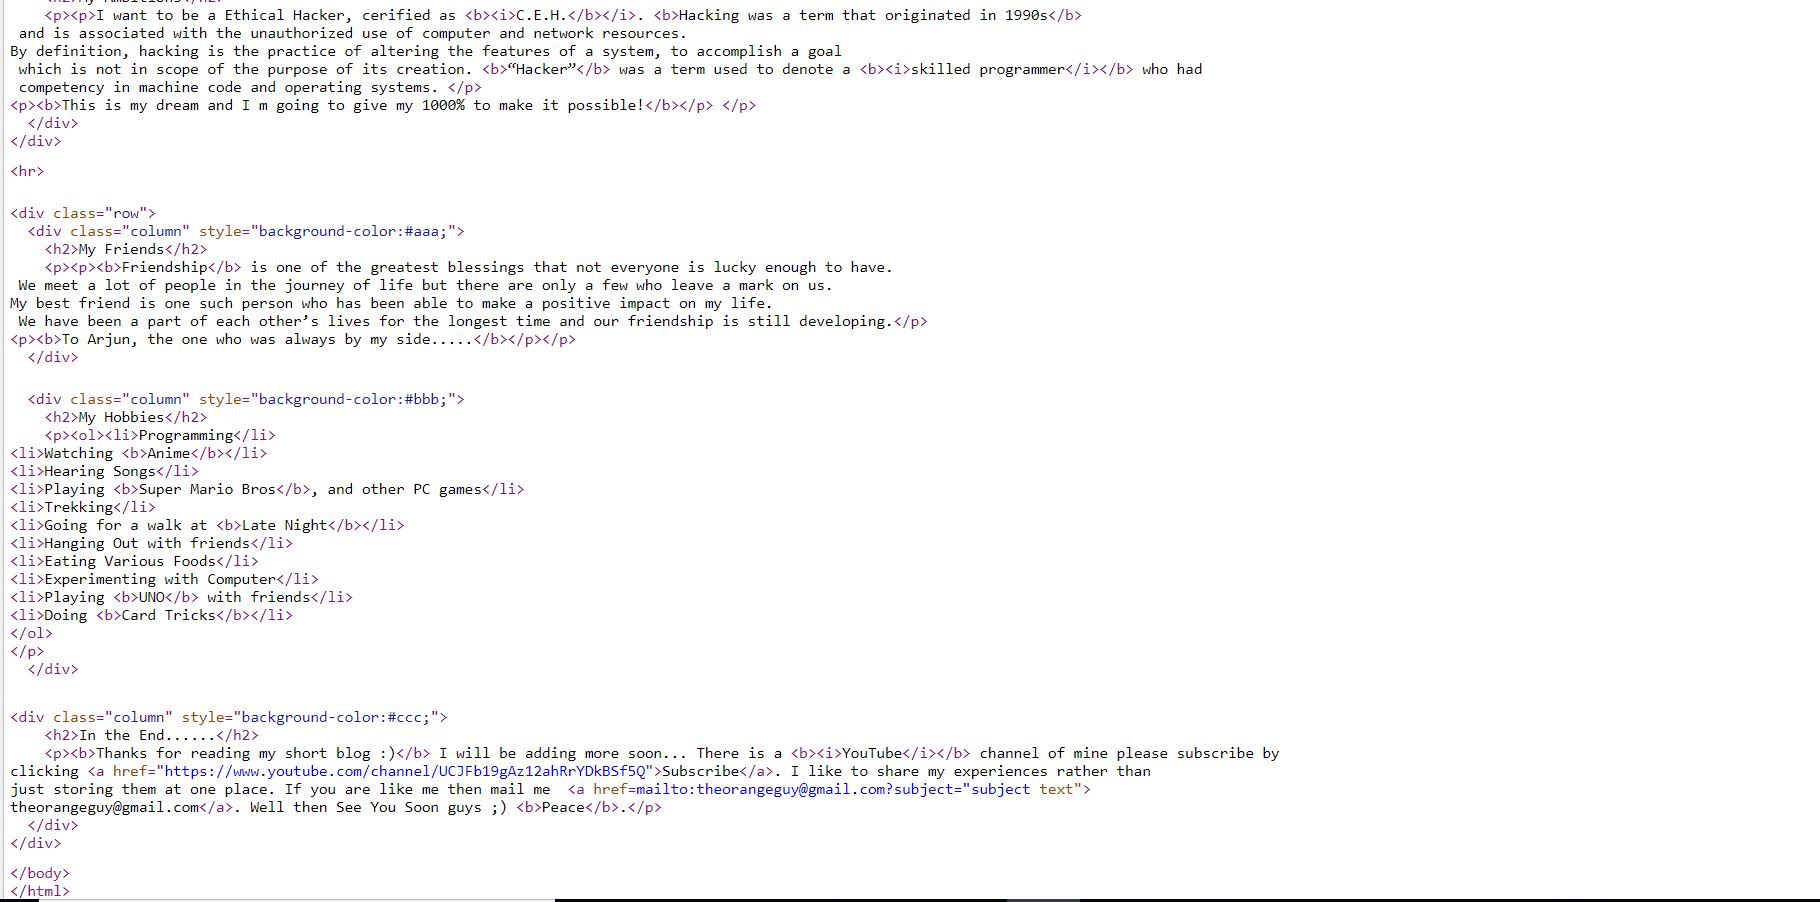 <h2>My Ambitions</h2>
<p><p>I want to be a Ethical Hacker, cerified as <b><i>C.E.H.</b></i>. <b>Hacking was a term that originated in 1990s</b>
and is associated with the unauthorized use of computer and network resources.
By definition, hacking is the practice of altering the features of a system, to accomplish a goal
which is not in scope of the purpose of its creation. <b>“Hacker”</b> was a term used to denote a <b><i>skilled programmer</i></b> who had
competency in machine code and operating systems. </p>
<p><b>This is my dream and I m going to give my 1000% to make it possible!</b></p> </p>
</div>
</div>
<hr>
<div class="row">
<div class="column" style="background-color:#aaa;">
<h2>My Friends</h2>
<p><p><b>Friendship</b> is one of the greatest blessings that not everyone is lucky enough to have.
We meet a lot of people in the journey of life but there are only a few who leave a mark on us.
My best friend is one such person who has been able to make a positive impact on my life.
We have been a part of each other’s lives for the longest time and our friendship is still developing.</p>
<p><b>To Arjun, the one who was always by my side.....</b></p></p>
</div>
<div class="column" style="background-color:#bbb;">
<h2>My Hobbies</h2>
<p><ol><li>Programming</li>
<li>Watching <b>Anime</b></li>
<li>Hearing Songs</li>
<li>Playing <b>Super Mario Bros</b>, and other PC games</li>
<li>Trekking</li>
<li>Going for a walk at <b>Late Night</b></li>
<li>Hanging Out with friends</li>
<li>Eating Various Foods</li>
<li>Experimenting with Computer</li>
<li>Playing <b>UNO</b> with friends</li>
<li>Doing <b>Card Tricks</b></li>
</ol>
</p>
</div>
<div class="column" style="background-color:#ccc;">
<h2>In the End......</h2>
<p><b>Thanks for reading my short blog :)</b> I will be adding more soon... There is a <b><i>YouTube</i></b> channel of mine please subscribe by
clicking <a href="https://www.youtube.com/channel/UCJFb19gAz12ahRrYDkBSf5Q">Subscribe</a>. I like to share my experiences rather than
just storing them at one place. If you are like me then mail me  <a href=mailto:theorangeguy@gmail.com?subject="subject text">
theorangeguy@gmail.com</a>. Well then See You Soon guys ;) <b>Peace</b>.</p>
</div>
</div>
</body>
</html>